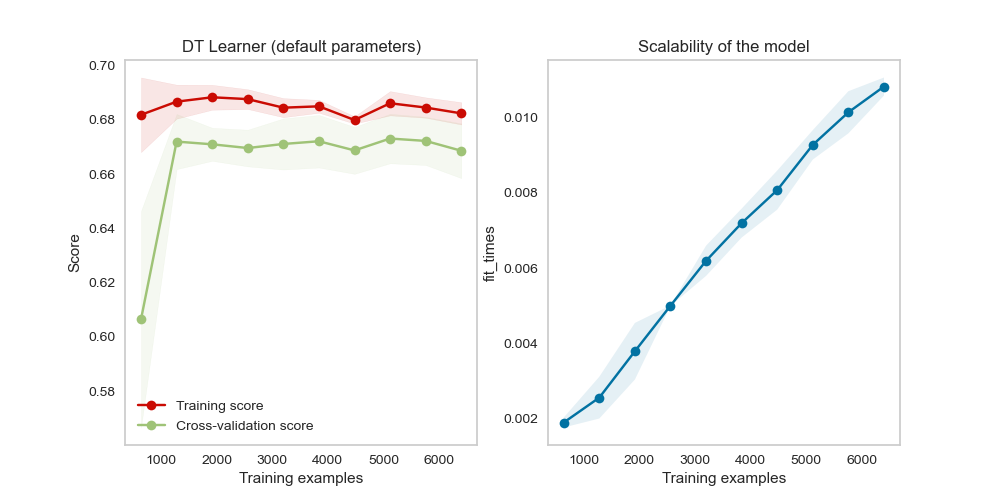 DT Learner (default parameters)
0.70
0.68
0.66
0.64
0.62
0.60
0.58
Score
Training score
Cross-validation score
1000 2000 3000 4000 5000 6000
Training examples
Scalability of the model
0.010
0.008
0.006
0.004
0.002
fit_times
1000 2000 3000 4000 5000 6000
Training examples